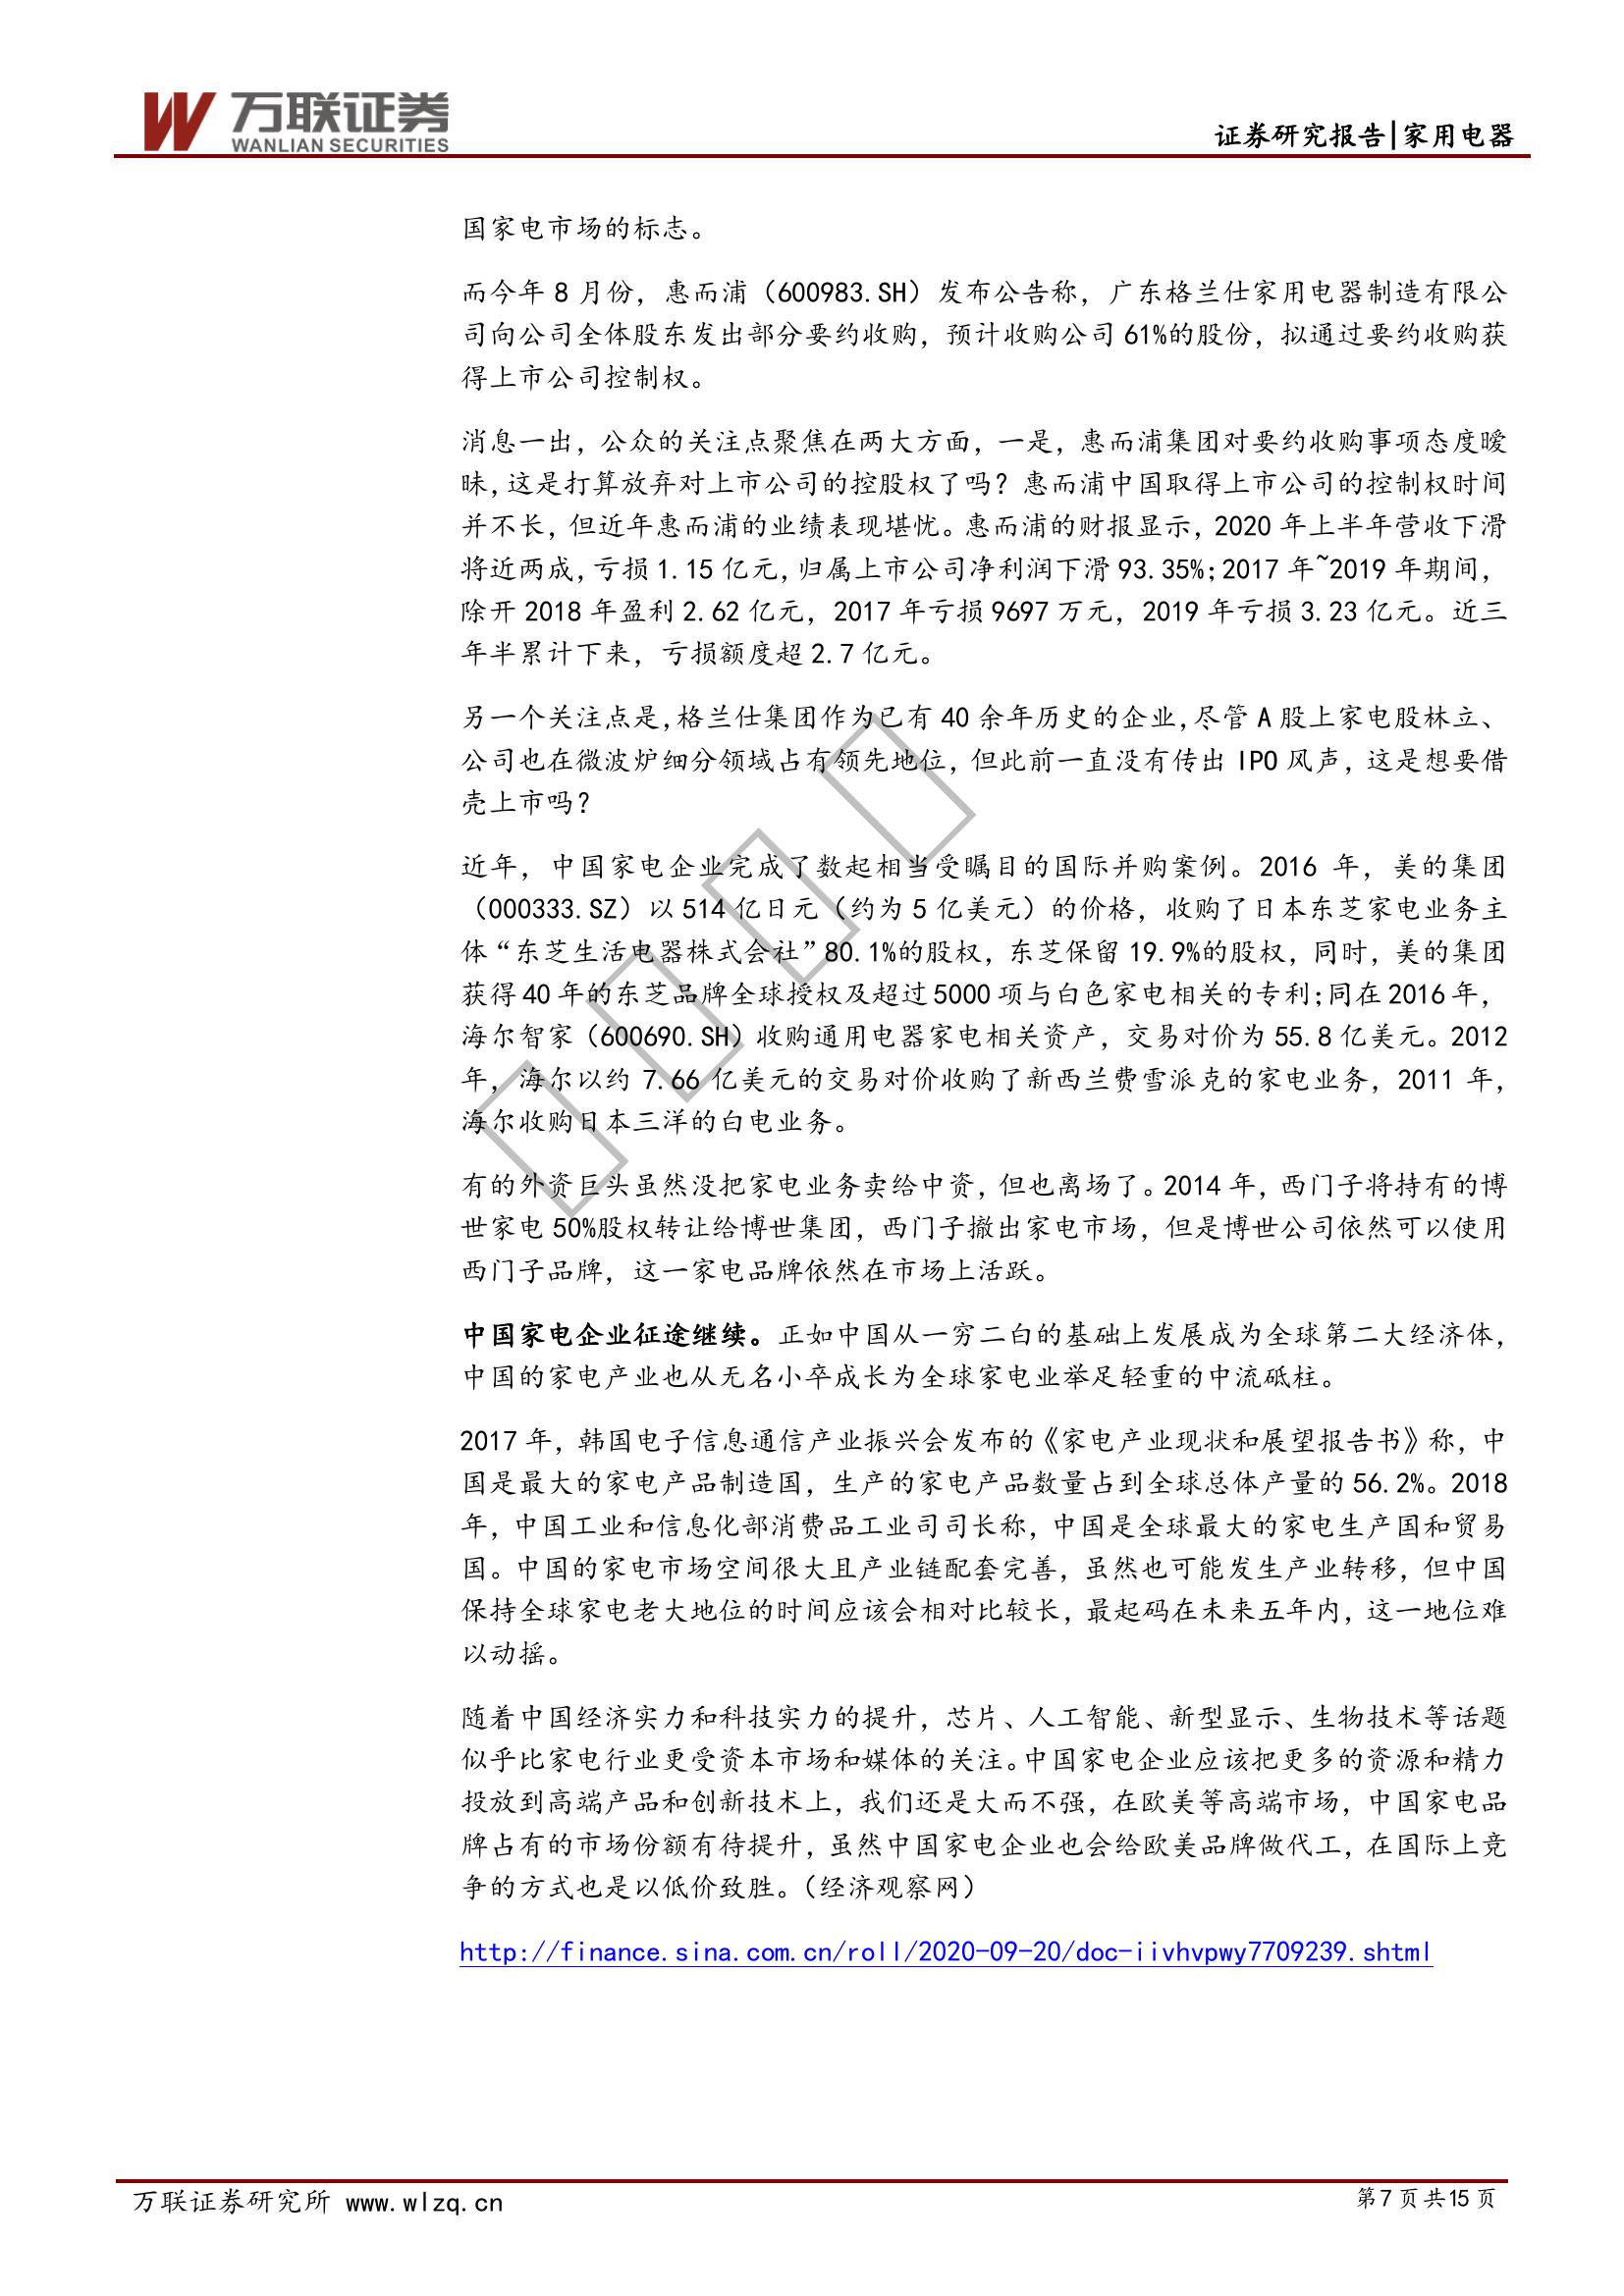 万联证券
WANLIAN SECURITIES
证券研究报告|家用电器
国家电市场的标志。
而今年 8 月份，惠而浦（600983.SH）发布公告称，广东格兰仕家用电器制造有限公
司向公司全体股东发出部分要约收购，预计收购公司 61%的股份，拟通过要约收购获
得上市公司控制权。
消息一出，公众的关注点聚焦在两大方面，一是，惠而浦集团对要约收购事项态度暧
昧，这是打算放弃对上市公司的控股权了吗？惠而浦中国取得上市公司的控制权时间
并不长，但近年惠而浦的业绩表现堪忧。惠而浦的财报显示，2020 年上半年营收下滑
将近两成，亏损 1.15 亿元，归属上市公司净利润下滑 93.35%；2017 年~2019 年期间，
除开 2018 年盈利 2.62 亿元，2017 年亏损 9697 万元，2019 年亏损 3.23 亿元。近三
年半累计下来，亏损额度超 2.7 亿元。
另一个关注点是，格兰仕集团作为已有 40 余年历史的企业，尽管 A 股上家电股林立、
公司也在微波炉细分领域占有领先地位，但此前一直没有传出 IPO 风声，这是想要借
壳上市吗？
近年，中国家电企业完成了数起相当受瞩目的国际并购案例。2016 年，美的集团
（000333.SZ）以 514 亿日元（约为 5 亿美元）的价格，收购了日本东芝家电业务主
体“东芝生活电器株式会社”80.1%的股权，东芝保留 19.9%的股权，同时，美的集团
获得 40 年的东芝品牌全球授权及超过 5000 项与白色家电相关的专利；同在 2016 年，
海尔智家（600690.SH）收购通用电器家电相关资产，交易对价为 55.8 亿美元。2012
年，海尔以约 7.66 亿美元的交易对价收购了新西兰费雪派克的家电业务，2011 年，
海尔收购日本三洋的白电业务。
有的外资巨头虽然没把家电业务卖给中资，但也离场了。2014 年，西门子将持有的博
世家电 50%股权转让给博世集团，西门子撤出家电市场，但是博世公司依然可以使用
西门子品牌，这一家电品牌依然在市场上活跃。
中国家电企业征途继续。正如中国从一穷二白的基础上发展成为全球第二大经济体，
中国的家电产业也从无名小卒成长为全球家电业举足轻重的中流砥柱。
2017 年，韩国电子信息通信产业振兴会发布的《家电产业现状和展望报告书》称，中
国是最大的家电产品制造国，生产的家电产品数量占到全球总体产量的 56.2%。2018
年，中国工业和信息化部消费品工业司司长称，中国是全球最大的家电生产国和贸易
国。中国的家电市场空间很大且产业链配套完善，虽然也可能发生产业转移，但中国
保持全球家电老大地位的时间应该会相对比较长，最起码在未来五年内，这一地位难
以动摇。
随着中国经济实力和科技实力的提升，芯片、人工智能、新型显示、生物技术等话题
似乎比家电行业更受资本市场和媒体的关注。中国家电企业应该把更多的资源和精力
投放到高端产品和创新技术上，我们还是大而不强，在欧美等高端市场，中国家电品
牌占有的市场份额有待提升，虽然中国家电企业也会给欧美品牌做代工，在国际上竞
争的方式也是以低价致胜。（经济观察网）
http://finance.sina.com.cn/roll/2020-09-20/doc-iivhvpwy7709239.shtml
万联证券研究所 www.wlzq.cn
第 7 页 共 15 页